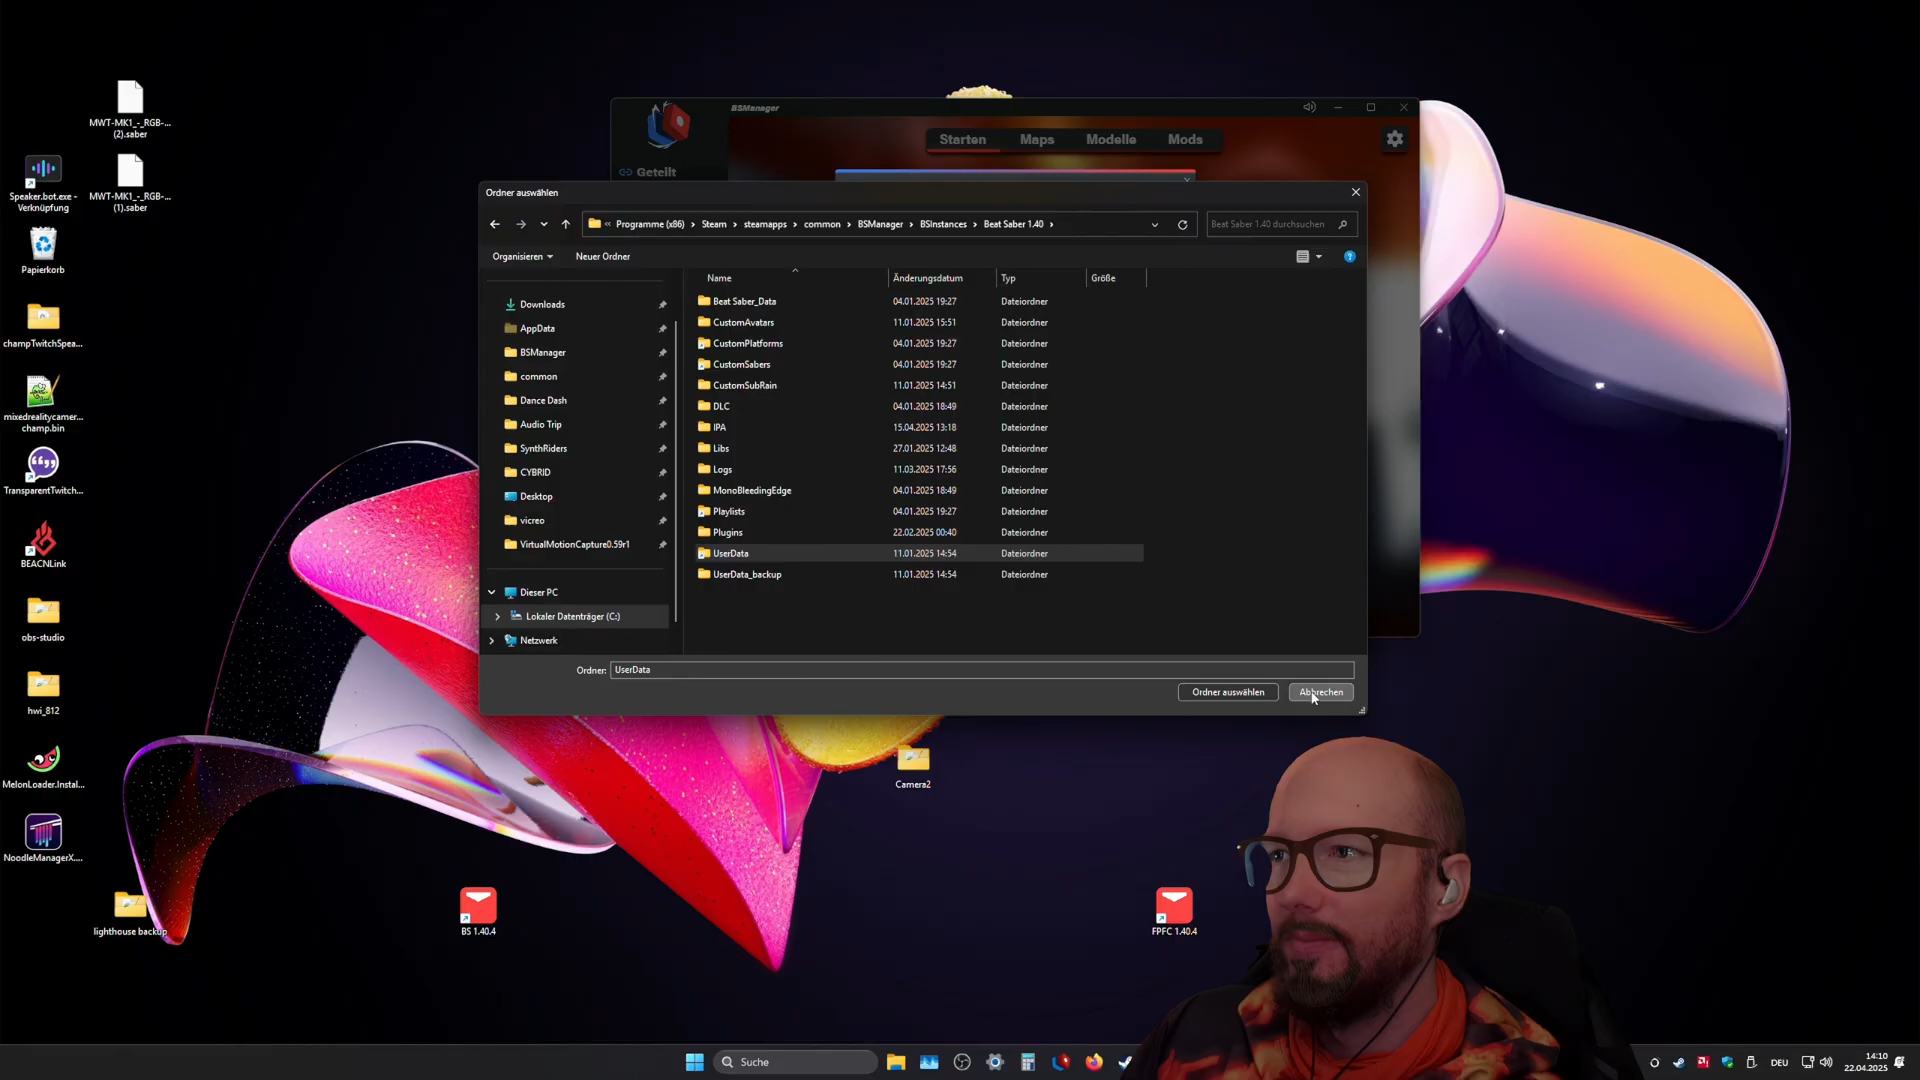 MWT-MK1_-_RGB-...
(2).saber
Speaker.bot.exe -
Verknüpfung
MWT-MK1_-_RGB-...
(1).saber
Papierkorb
champTwitchSpea...
mixedrealitycamer...
champ.bin
TransparentTwitch...
BEACNLink
obs-studio
hwi_812
MelonLoader.Instal...
NoodleManagerX....
lighthouse backup
BS 1.40.4
Camera2
FPFC 1.40.4
BSManager
Starten
Maps
Modelle
Mods
Geteilt
Ordner auswählen
« Programme (x86) > Steam > steamapps > common > BSManager > BSInstances > Beat Saber 1.40 >
Beat Saber 1.40 durchsuchen
Organisieren
Neuer Ordner
Downloads
AppData
BSManager
common
Dance Dash
Audio Trip
SynthRiders
CYBRID
Desktop
vicreo
VirtualMotionCapture0.59r1
Dieser PC
Lokaler Datenträger (C:)
Netzwerk
Name Änderungsdatum Typ Größe
Beat Saber_Data 04.01.2025 19:27 Dateiordner
CustomAvatars 11.01.2025 15:51 Dateiordner
CustomPlatforms 04.01.2025 19:27 Dateiordner
CustomSabers 04.01.2025 19:27 Dateiordner
CustomSubRain 11.01.2025 14:51 Dateiordner
DLC 04.01.2025 18:49 Dateiordner
IPA 15.04.2025 13:18 Dateiordner
Libs 27.01.2025 12:48 Dateiordner
Logs 11.03.2025 17:56 Dateiordner
MonoBleedingEdge 04.01.2025 18:49 Dateiordner
Playlists 04.01.2025 19:27 Dateiordner
Plugins 22.02.2025 00:40 Dateiordner
UserData 11.01.2025 14:54 Dateiordner
UserData_backup 11.01.2025 14:54 Dateiordner
Ordner: UserData
Ordner auswählen
Abbrechen
Suche
DEU
14:10
22.04.2025